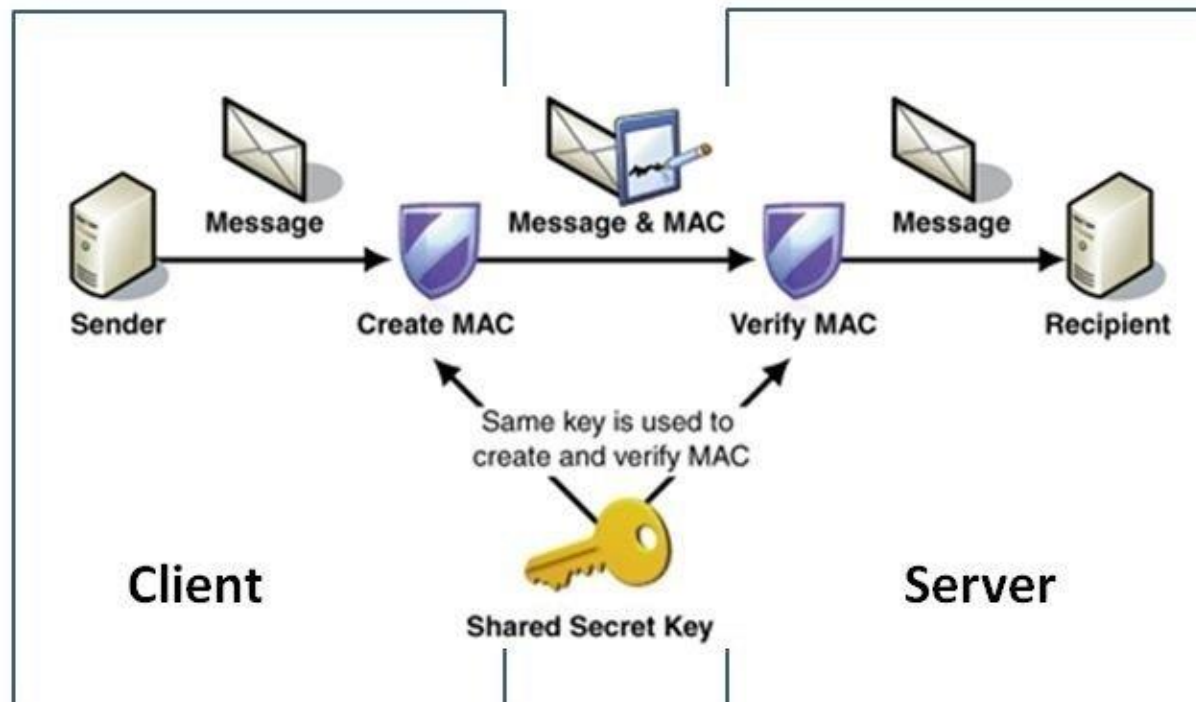 Message
Message & MAC
Message
Sender
Create MAC
Verify MAC
Recipient
Same key is used to
create and verify MAC
Client
Server
Shared Secret Key